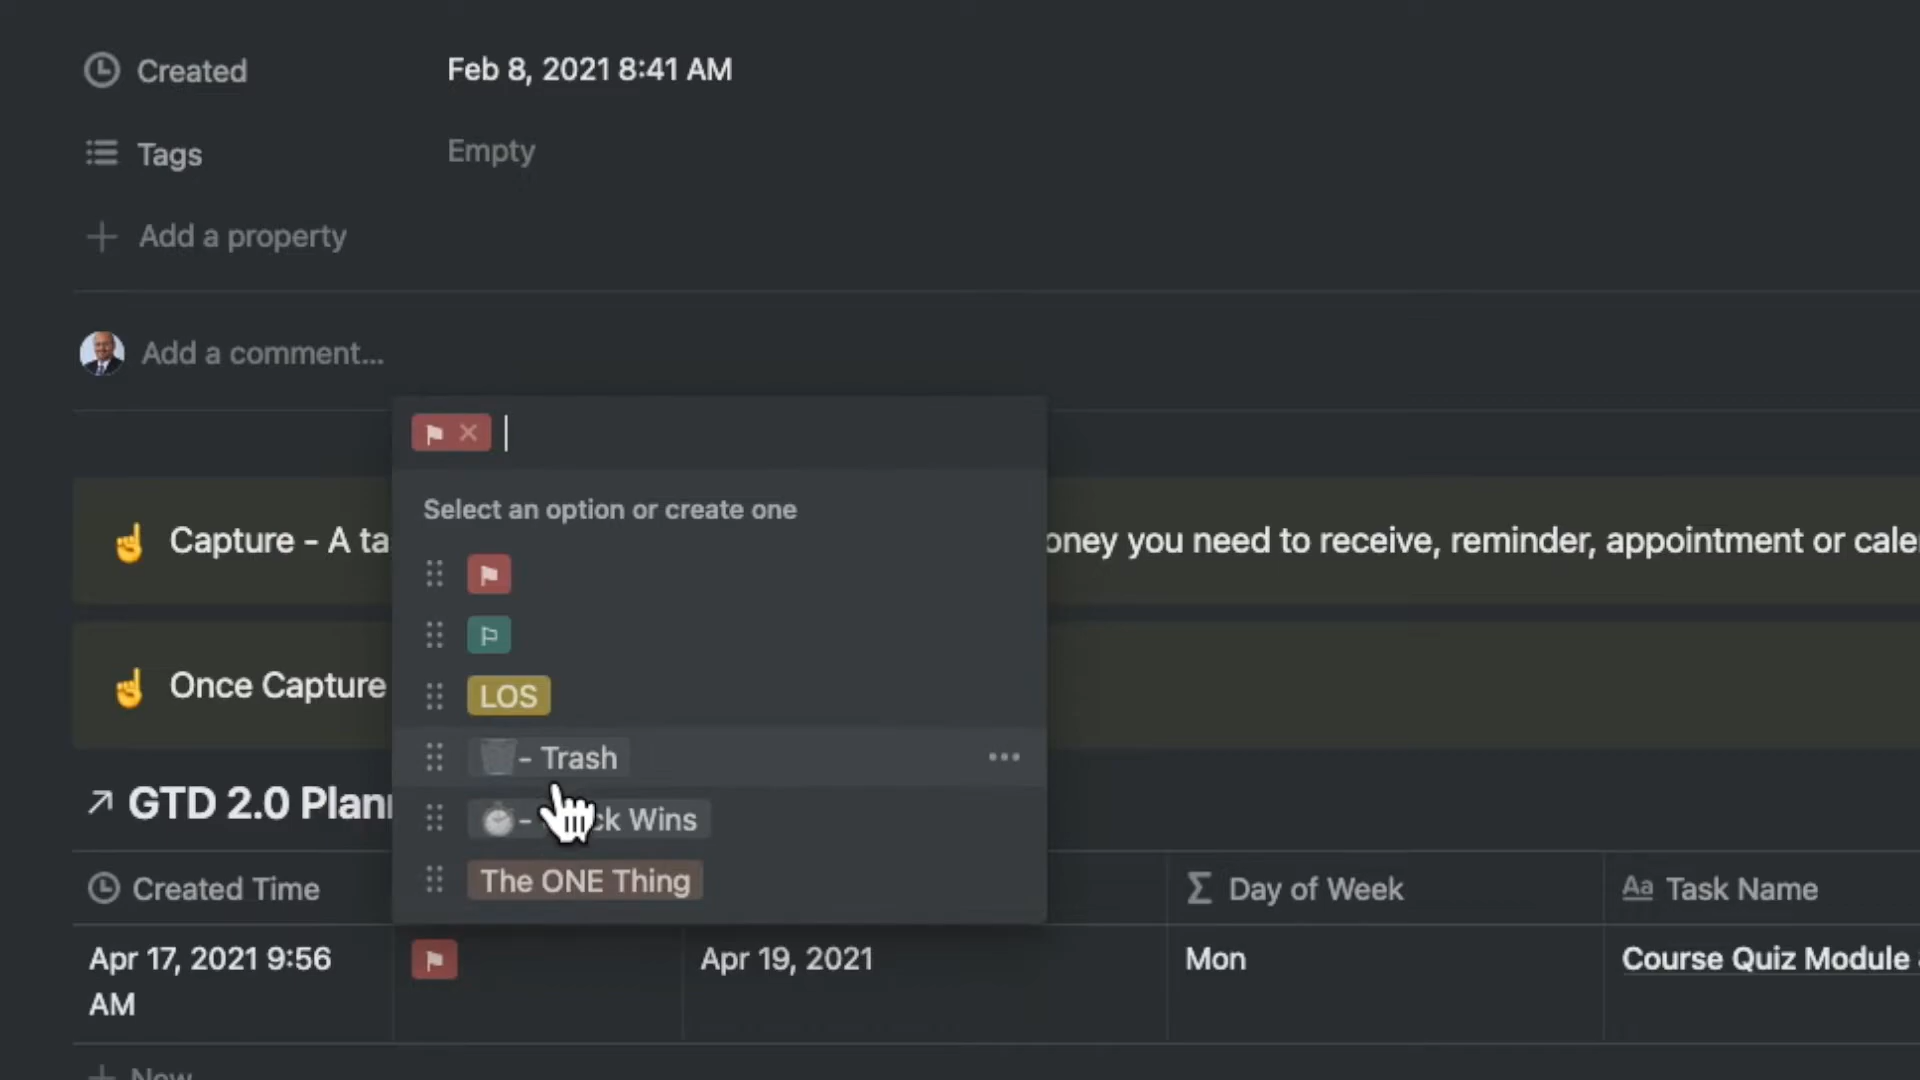 Created Feb 8, 2021 8:41 AM
Tags Empty
Add a property
Add a comment...
Select an option or create one
LOS
- Trash
- ck Wins
The ONE Thing
Capture - A ta
oney you need to receive, reminder, appointment or cale
Once Capture
GTD 2.0 Plan
Created Time Day of Week Aa Task Name
Apr 17, 2021 9:56 AM Apr 19, 2021 Mon Course Quiz Module
New